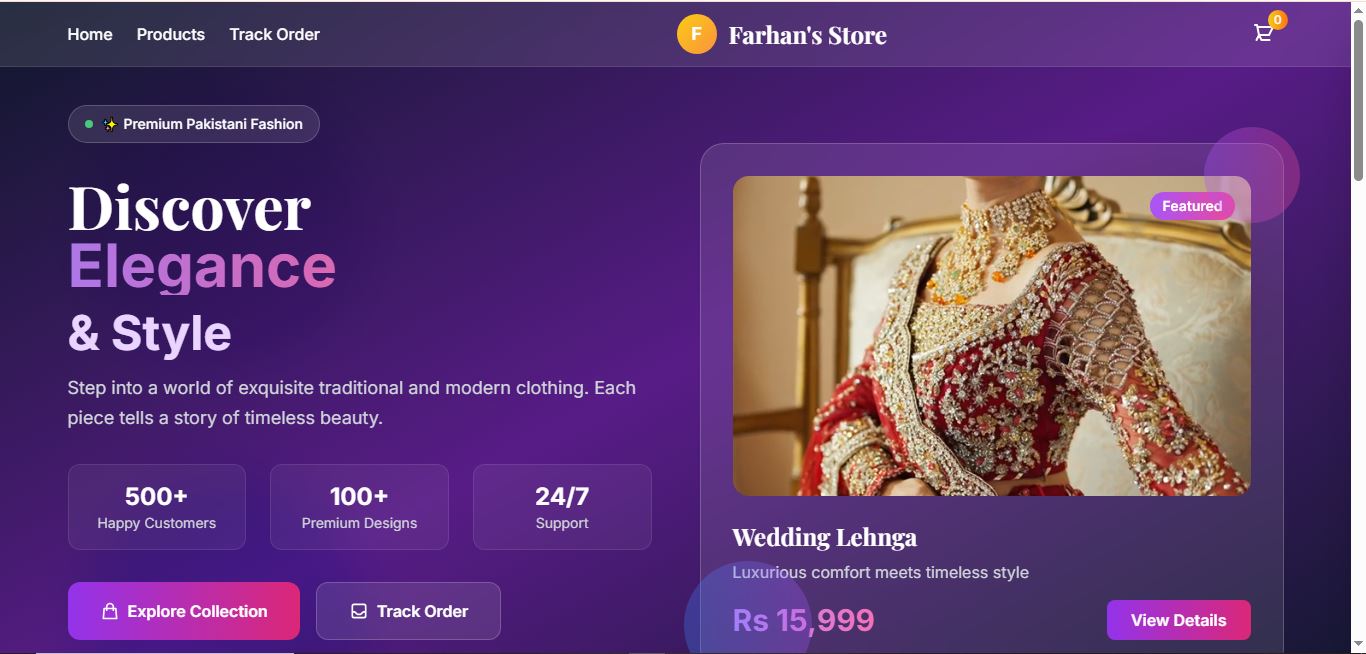 Home Products Track Order
F Farhan's Store
0
✨ Premium Pakistani Fashion
Discover
Elegance
& Style
Step into a world of exquisite traditional and modern clothing. Each
piece tells a story of timeless beauty.
500+
Happy Customers
100+
Premium Designs
24/7
Support
Explore Collection
Track Order
Featured
Wedding Lehnga
Luxurious comfort meets timeless style
Rs 15,999
View Details